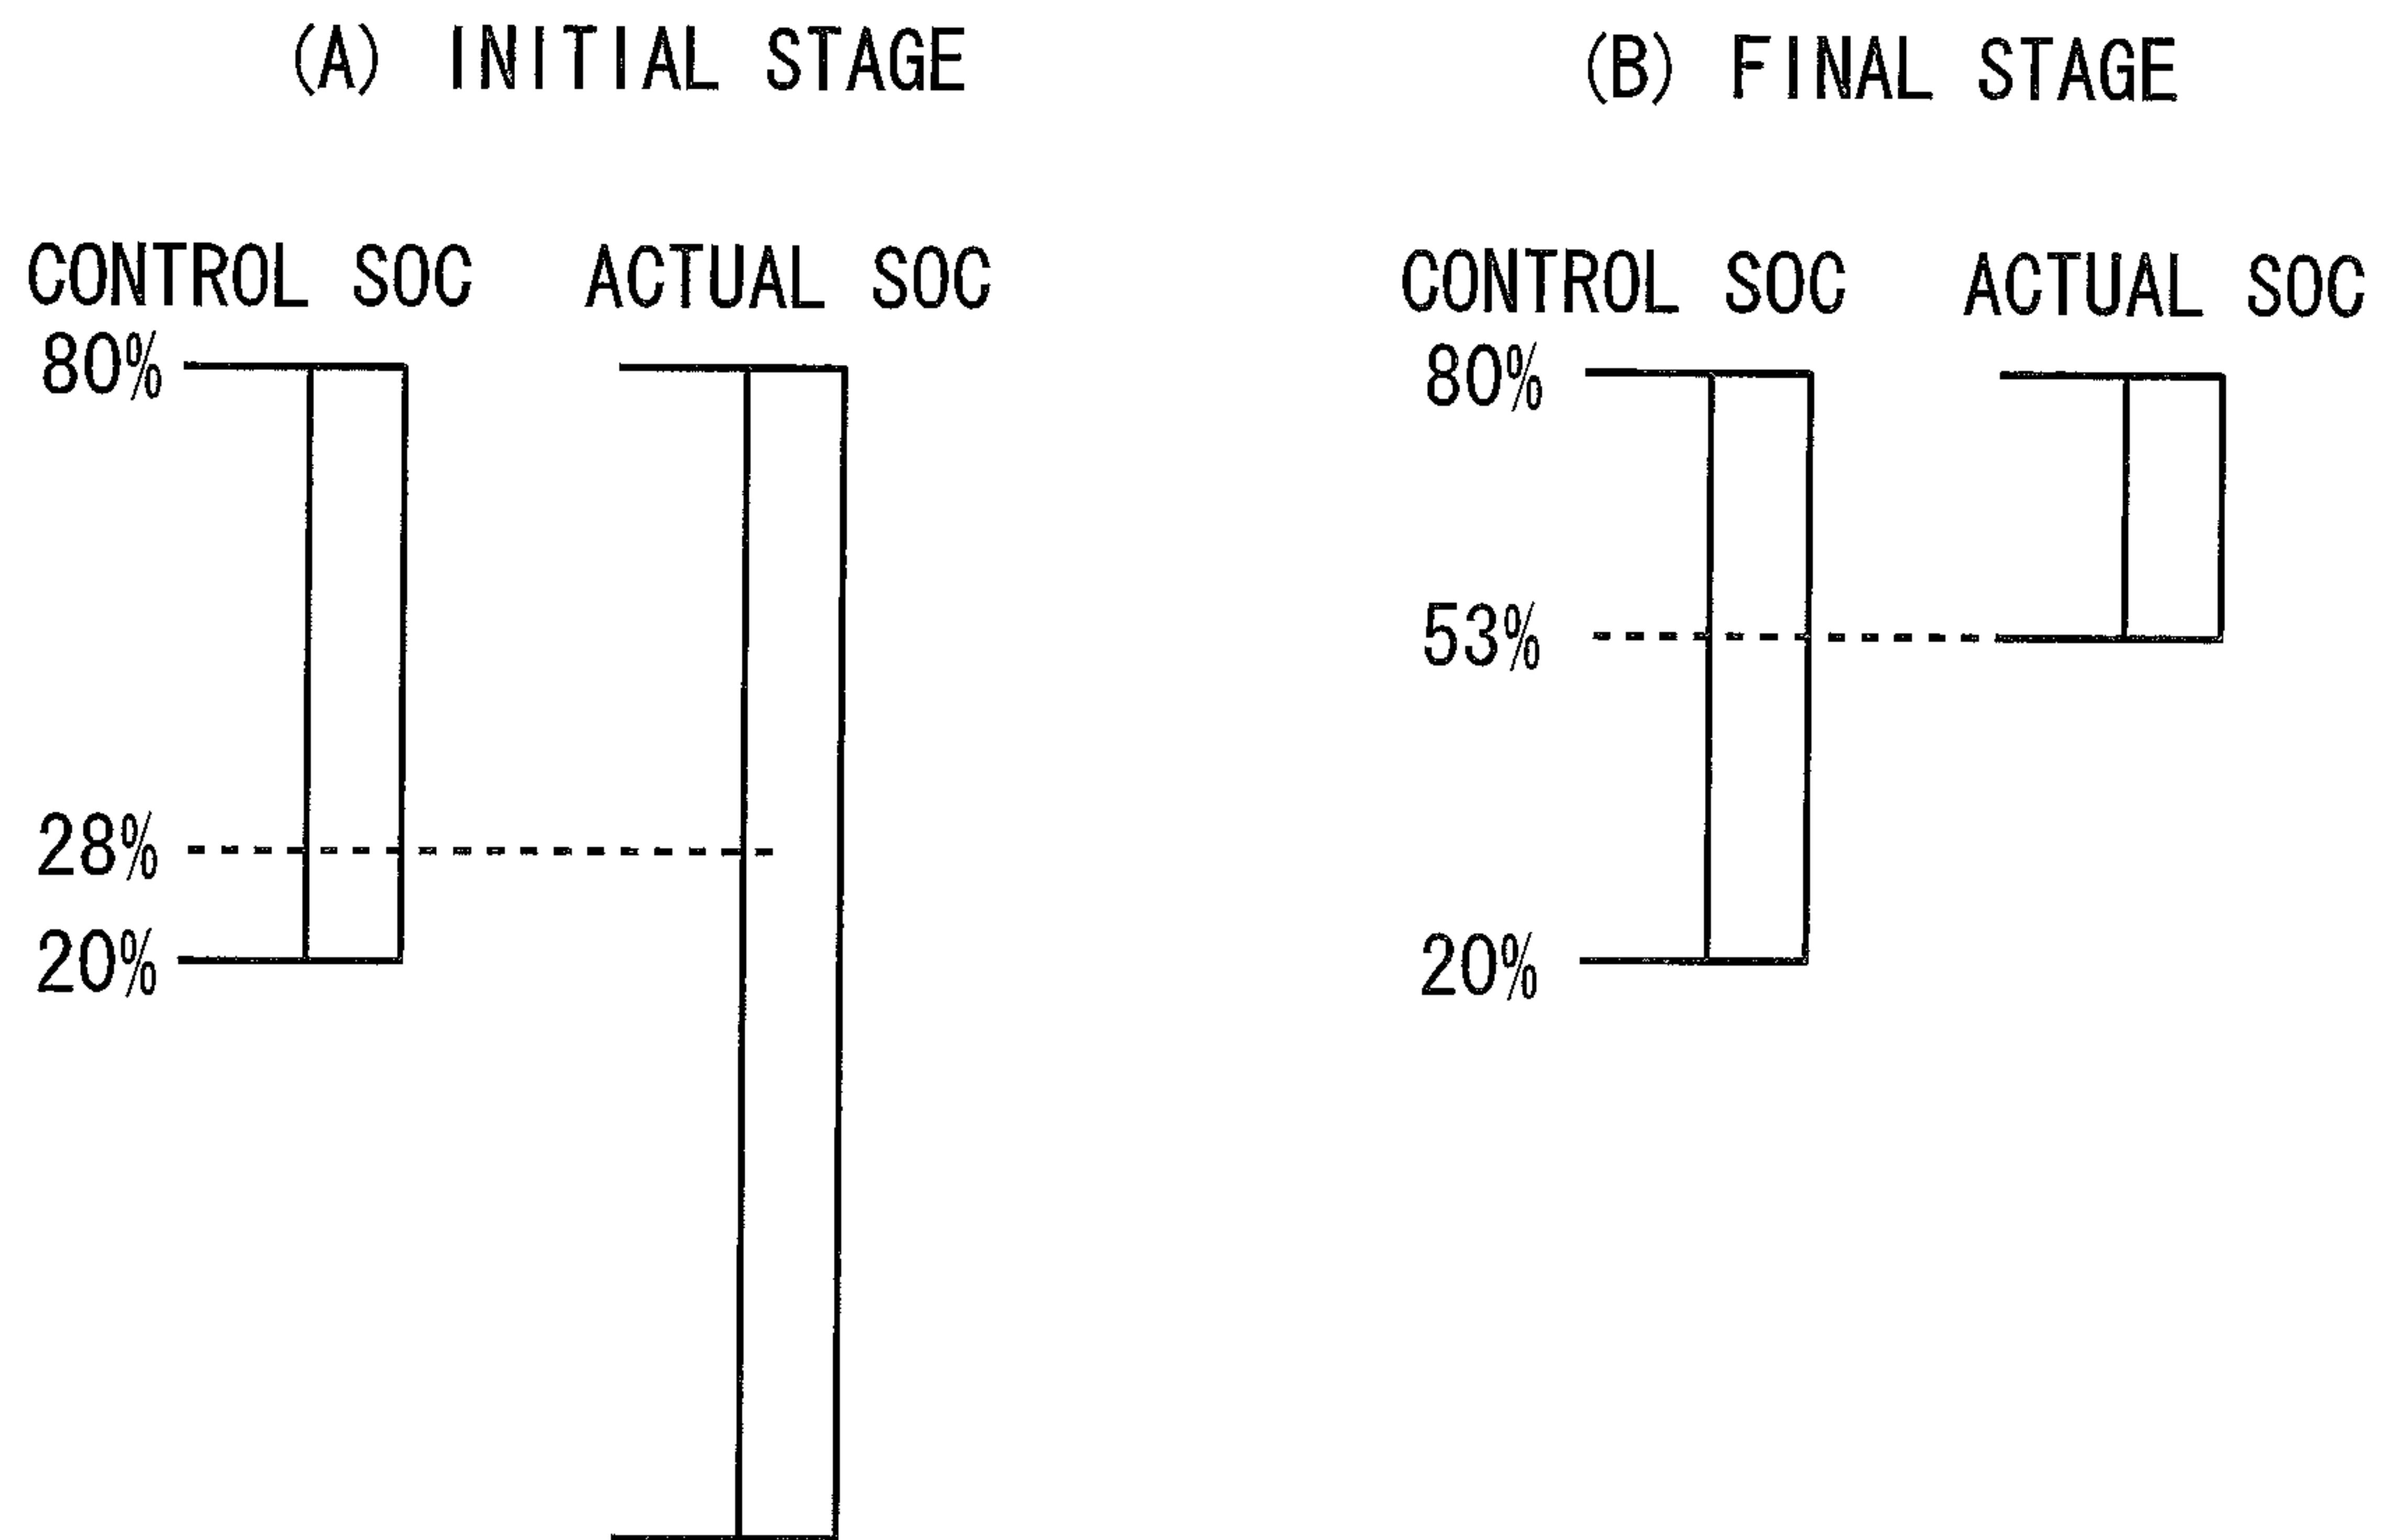 (A) INITIAL STAGE
CONTROL SOC
ACTUAL SOC
80%
28%
20%
(B) FINAL STAGE
CONTROL SOC
ACTUAL SOC
80%
53%
20%